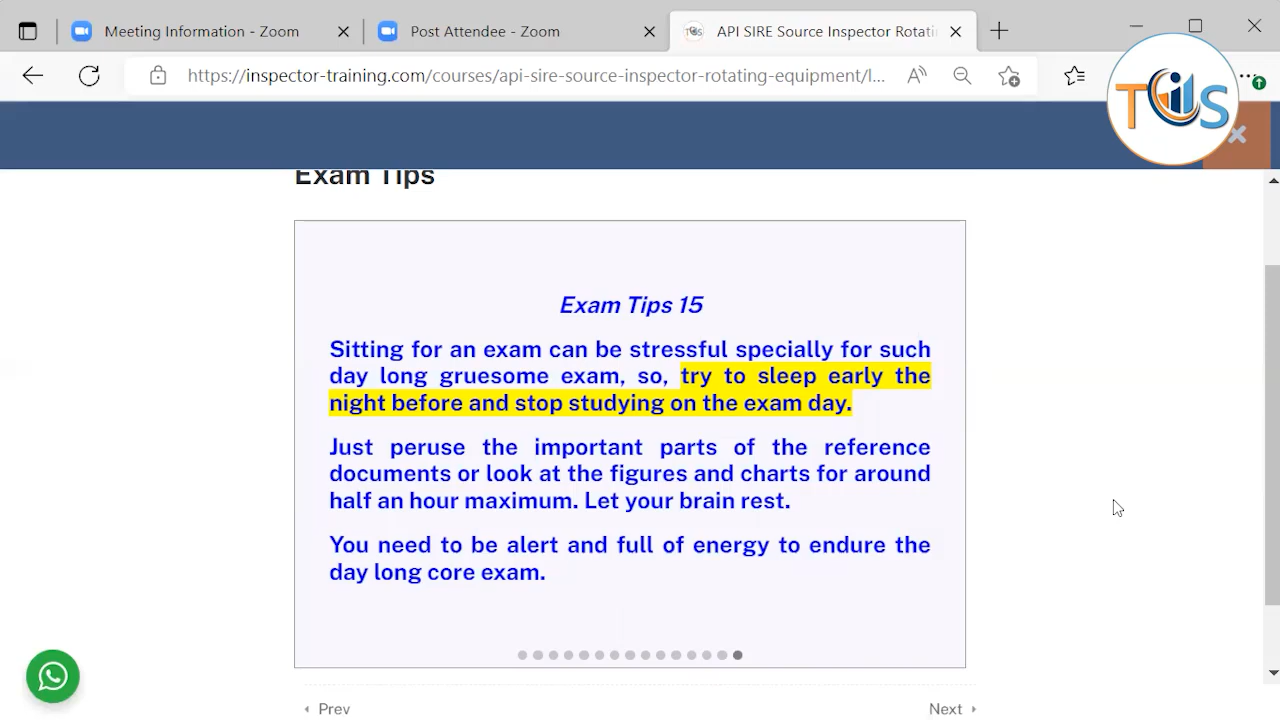 Meeting Information - Zoom
Post Attendee - Zoom
API SIRE Source Inspector Rotati
https://inspector-training.com/courses/api-sire-source-inspector-rotating-equipment/l...
TIS
Exam Tips
Exam Tips 15
Sitting for an exam can be stressful specially for such
day long gruesome exam, so, try to sleep early the
night before and stop studying on the exam day.
Just peruse the important parts of the reference
documents or look at the figures and charts for around
half an hour maximum. Let your brain rest.
You need to be alert and full of energy to endure the
day long core exam.
Prev
Next